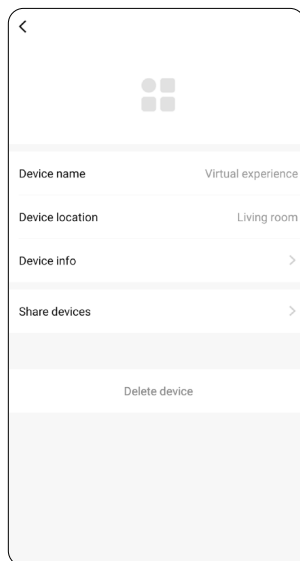 Device name
Virtual experience
Device location
Living room
Device info
Share devices
Delete device